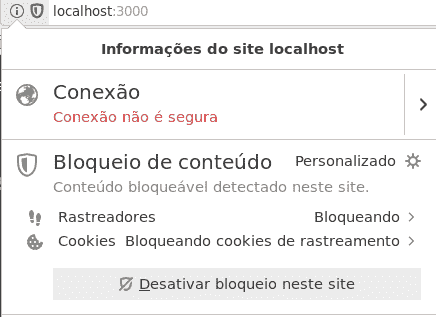 localhost:3000
Informações do site localhost
Conexão
Conexão não é segura
Bloqueio de conteúdo Personalizado
Conteúdo bloqueável detectado neste site.
Rastreadores Bloqueando
Cookies Bloqueando cookies de rastreamento
Desativar bloqueio neste site